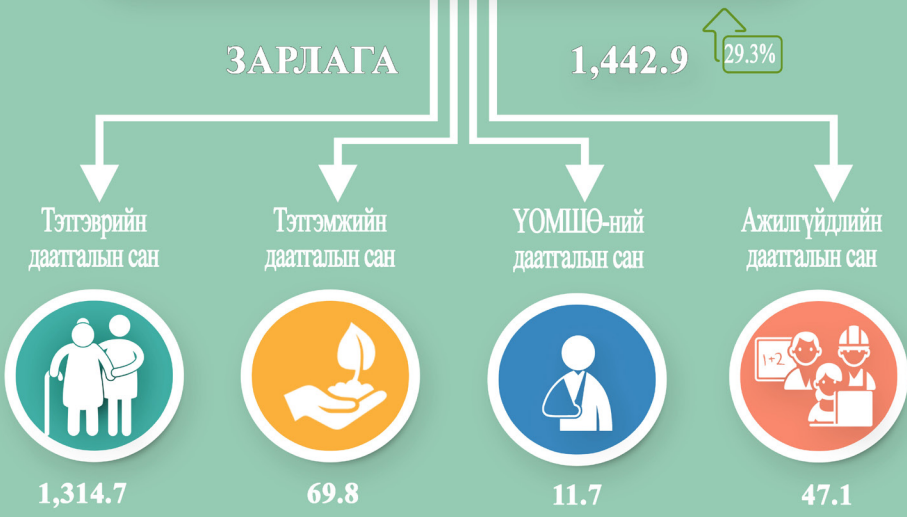 ЗАРЛАГА 1,442.9 29.3%
Тэтгэврийн
даатгалын сан
Тэтгэмжийн
даатгалын сан
ҮОМШӨ-ний
даатгалын сан
Ажилгүйдлийн
даатгалын сан
1+2
1,314.7
69.8
11.7
47.1